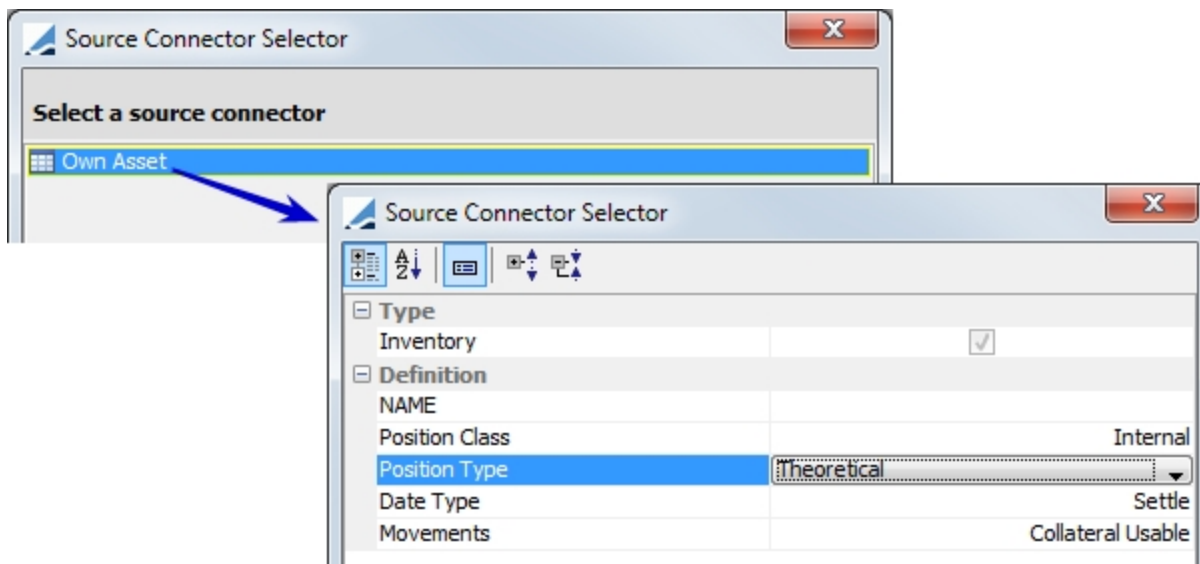 Source Connector Selector
Select a source connector
Own Asset
Source Connector Selector
Type
Inventory
Definition
NAME
Position Class Internal
Position Type Theoretical
Date Type Settle
Movements Collateral Usable